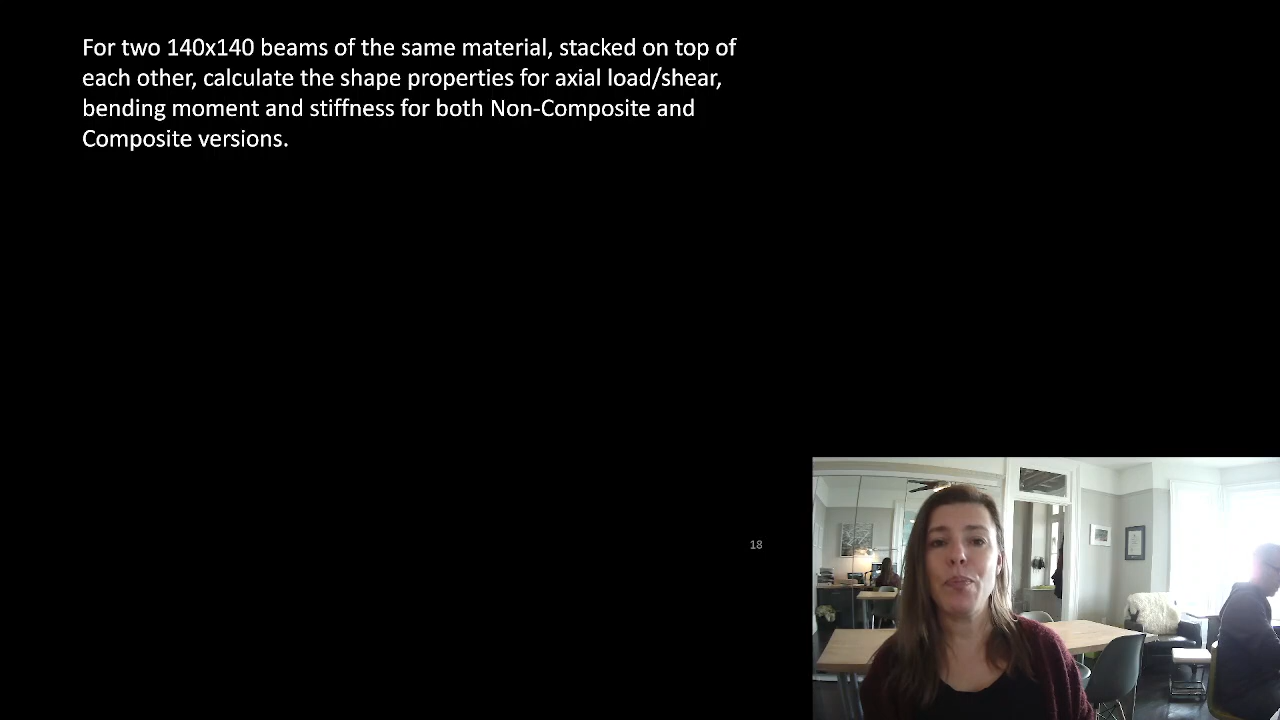 For two 140x140 beams of the same material, stacked on top of
each other, calculate the shape properties for axial load/shear,
bending moment and stiffness for both Non-Composite and
Composite versions.
18